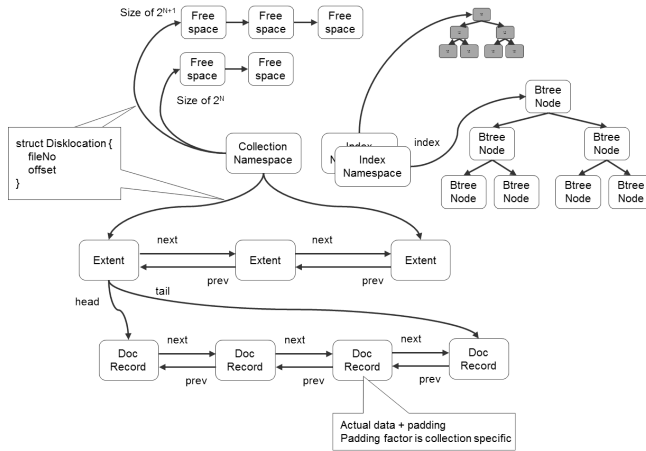 Size of 2N+1
Free space
Free space
Free space
Free space
Free space
Size of 2N
struct Disklocation {
fileNo
offset
}
Collection
Namespace
Index
N
Index
Namespace
index
Btree
Node
Btree
Node
Btree
Node
Btree
Node
Btree
Node
Btree
Node
Btree
Node
Extent
next
prev
Extent
next
prev
Extent
head
tail
Doc
Record
next
prev
Doc
Record
next
prev
Doc
Record
next
prev
Doc
Record
Actual data + padding
Padding factor is collection specific